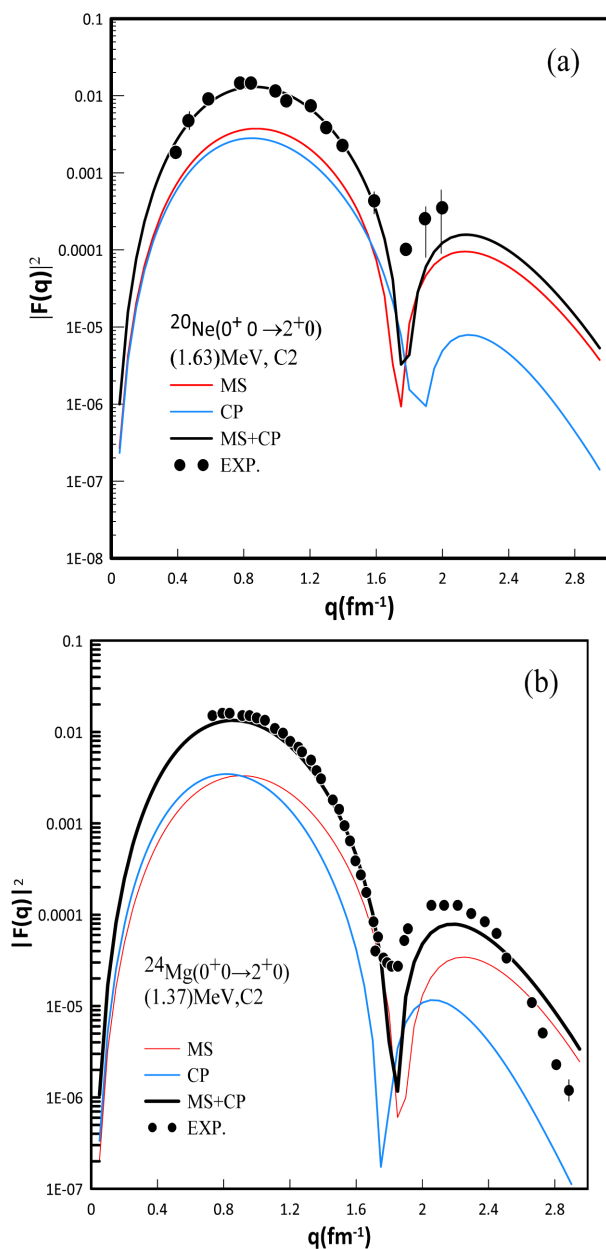 0.1
(a)
0.01
0.001
0.0001
1E-05
1E-06
1E-07
1E-08
|F(q)|²
²⁰Ne(0⁺ 0→2⁺0)
(1.63)MeV, C2
MS
CP
MS+CP
EXP.
0 0.4 0.8 1.2 1.6 2 2.4 2.8
q(fm⁻¹)
0.1
(b)
0.01
0.001
0.0001
1E-05
1E-06
1E-07
|F(q)|²
²⁴Mg(0⁺0→2⁺0)
(1.37)MeV,C2
MS
CP
MS+CP
EXP.
0 0.4 0.8 1.2 1.6 2 2.4 2.8
q(fm⁻¹)